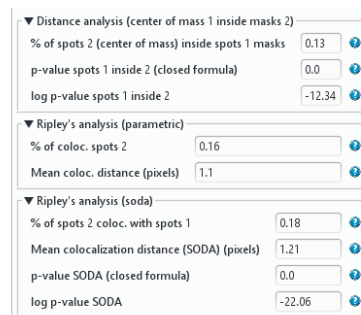 ▼ Distance analysis (center of mass 1 inside masks 2)
% of spots 2 (center of mass) inside spots 1 masks 0.13
p-value spots 1 inside 2 (closed formula) 0.0
log p-value spots 1 inside 2 -12.34
▼ Ripley's analysis (parametric)
% of coloc. spots 2 0.16
Mean coloc. distance (pixels) 1.1
▼ Ripley's analysis (soda)
% of spots 2 coloc. with spots 1 0.18
Mean colocalization distance (SODA) (pixels) 1.21
p-value SODA (closed formula) 0.0
log p-value SODA -22.06